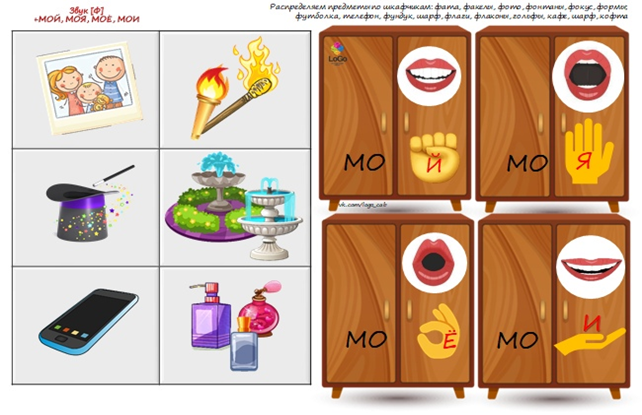 Звук [Ф]
+МОЙ, МОЯ, МОЁ, МОИ
Распределяем предметы по шкафчикам: фата, факелы, фото, фонтаны, фокус, формы,
футболка, телефон, фундук, шарф, флаги, флаконы, гольфы, кафе, шарф, кофта
LoGo
МО Й
МО Я
vk.com/logo_cab
МО Ё
МО И